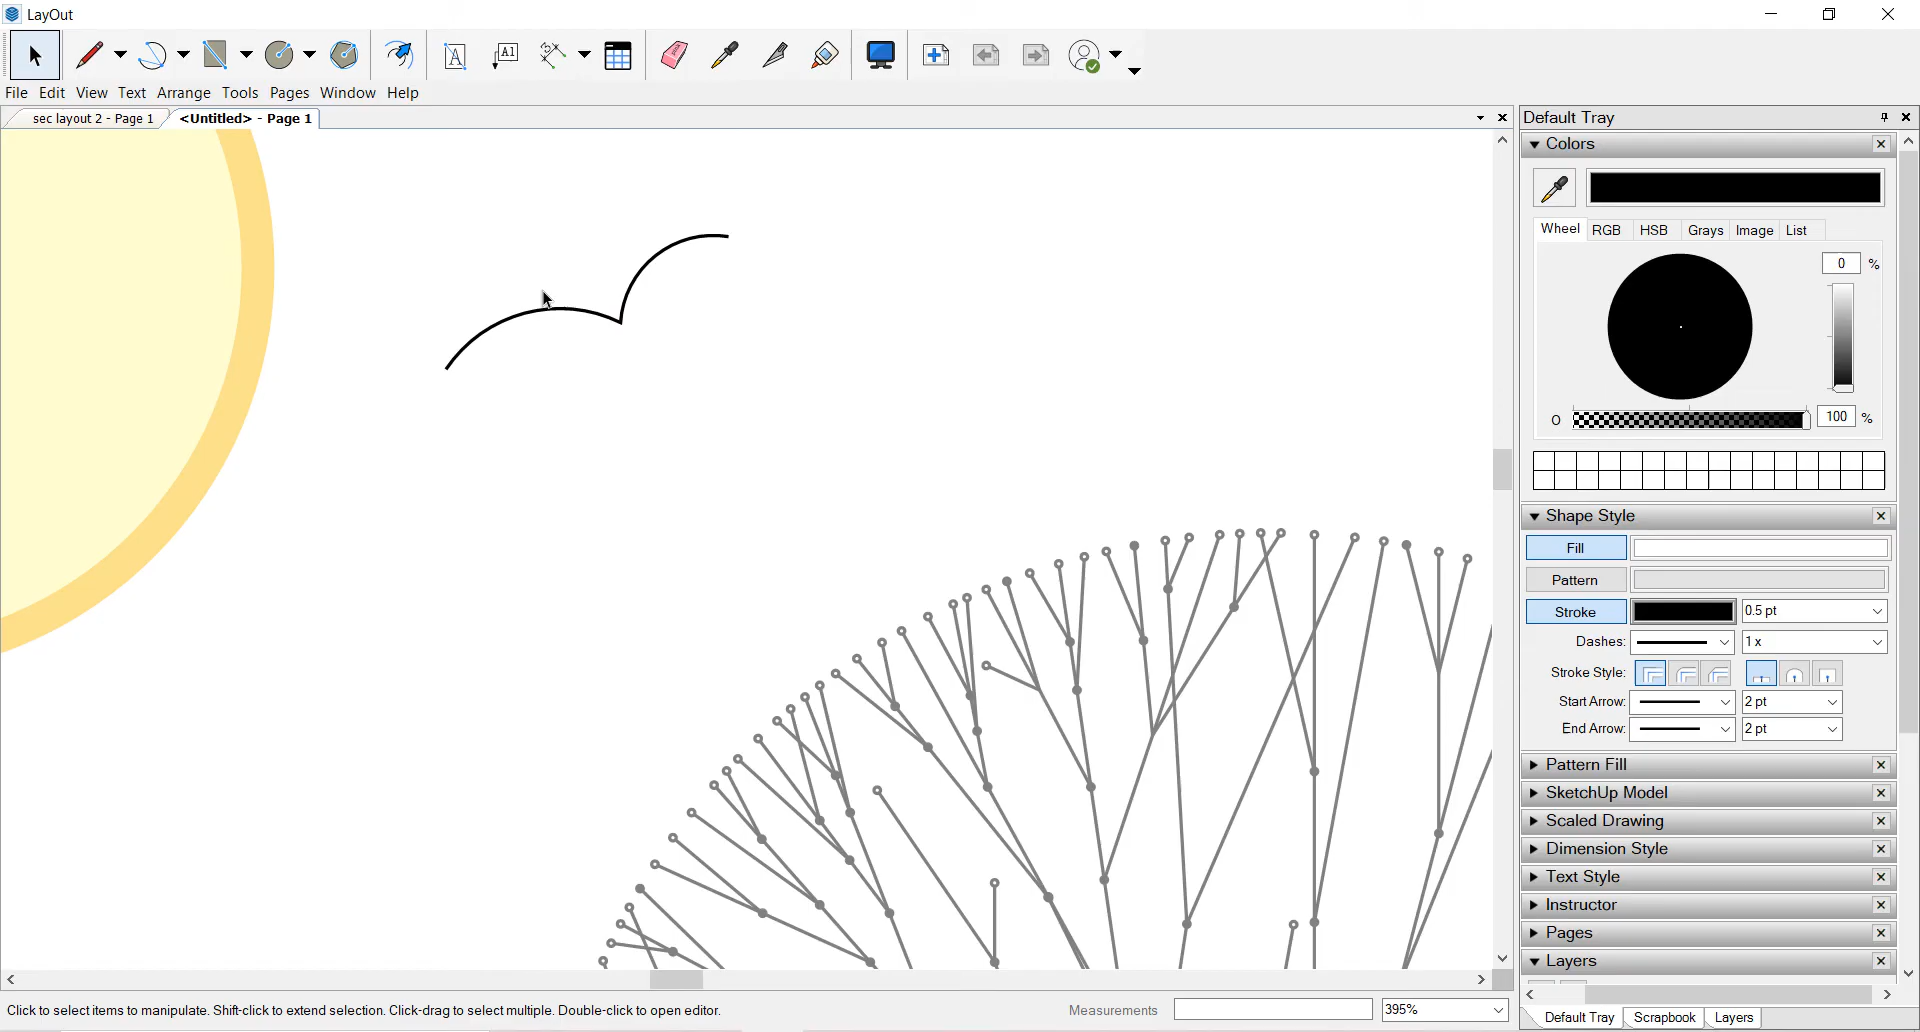 LayOut
File Edit View Text Arrange Tools Pages Window Help
sec layout 2 - Page 1
<Untitled> - Page 1
Default Tray
Colors
Wheel RGB HSB Grays Image List
0 %
O 100 %
Shape Style
Fill
Pattern
Stroke 0.5 pt
Dashes: 1 x
Stroke Style:
Start Arrow: 2 pt
End Arrow: 2 pt
Pattern Fill
SketchUp Model
Scaled Drawing
Dimension Style
Text Style
Instructor
Pages
Layers
Default Tray Scrapbook Layers
Click to select items to manipulate. Shift-click to extend selection. Click-drag to select multiple. Double-click to open editor.
Measurements 395%